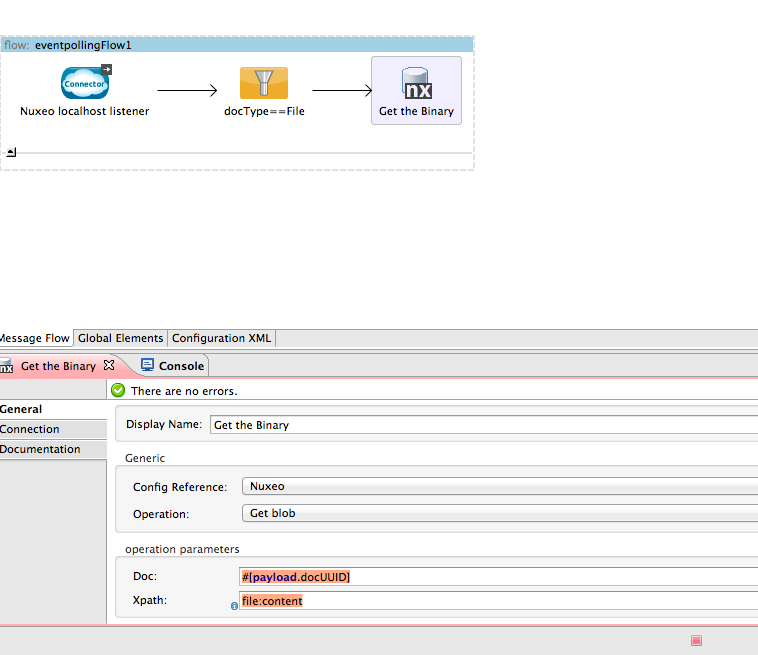 flow: eventpollingFlow1
Connector
nx
Nuxeo localhost listener
docType==File
Get the Binary
Message Flow
Global Elements
Configuration XML
nx Get the Binary
Console
There are no errors.
General
Connection
Documentation
Display Name: Get the Binary
Generic
Config Reference: Nuxeo
Operation: Get blob
operation parameters
Doc: #[payload.docUUID]
Xpath: file:content